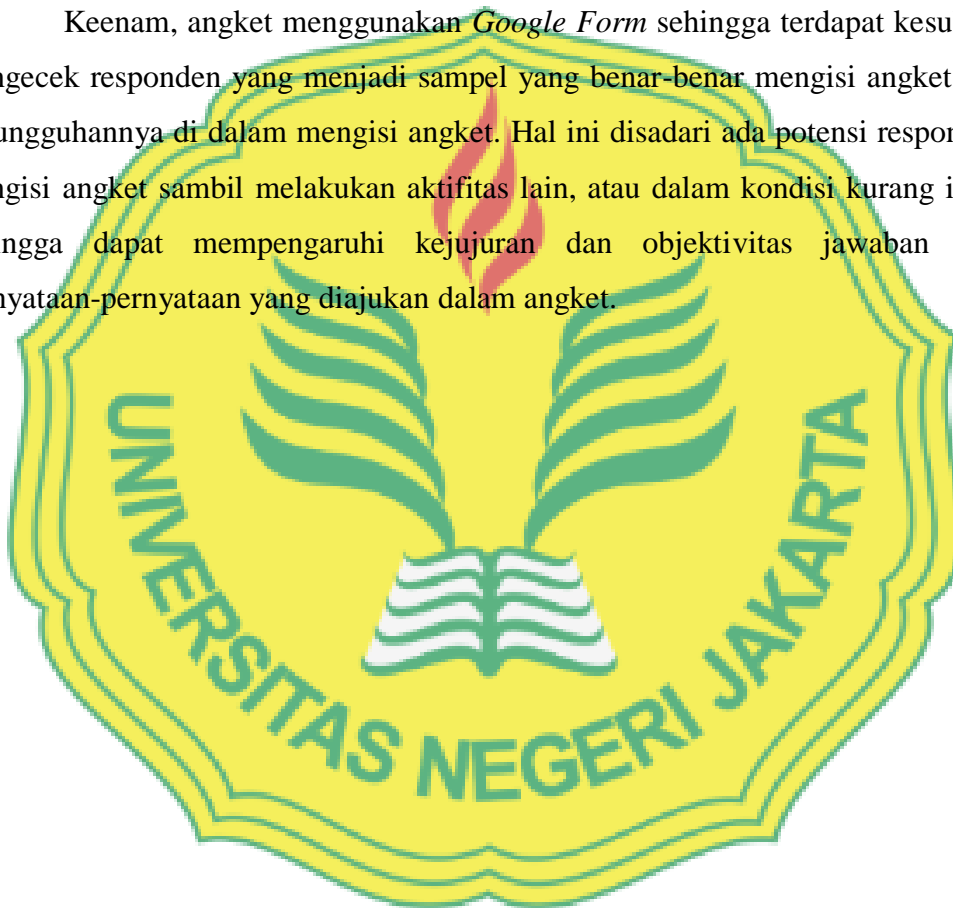 Keenam, angket menggunakan Google Form sehingga terdapat kesu
ngecek responden yang menjadi sampel yang benar-benar mengisi angket
ungguhannya di dalam mengisi angket. Hal ini disadari ada potensi respon
ngisi angket sambil melakukan aktifitas lain, atau dalam kondisi kurang i
ingga dapat mempengaruhi kejujuran dan objektivitas jawaban
nyataan-pernyataan yang diajukan dalam angket.
UNIVERSITAS NEGERI JAKARTA